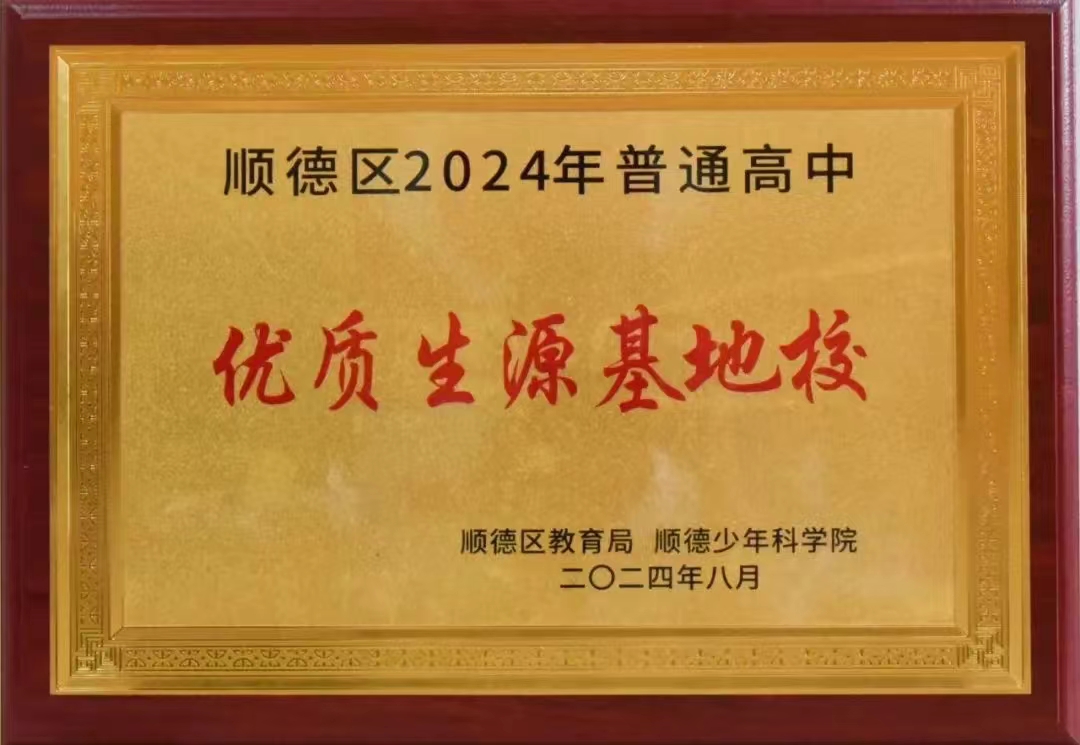 顺德区2024年普通高中
优质生源基地校
顺德区教育局 顺德少年科学院
二〇二四年八月